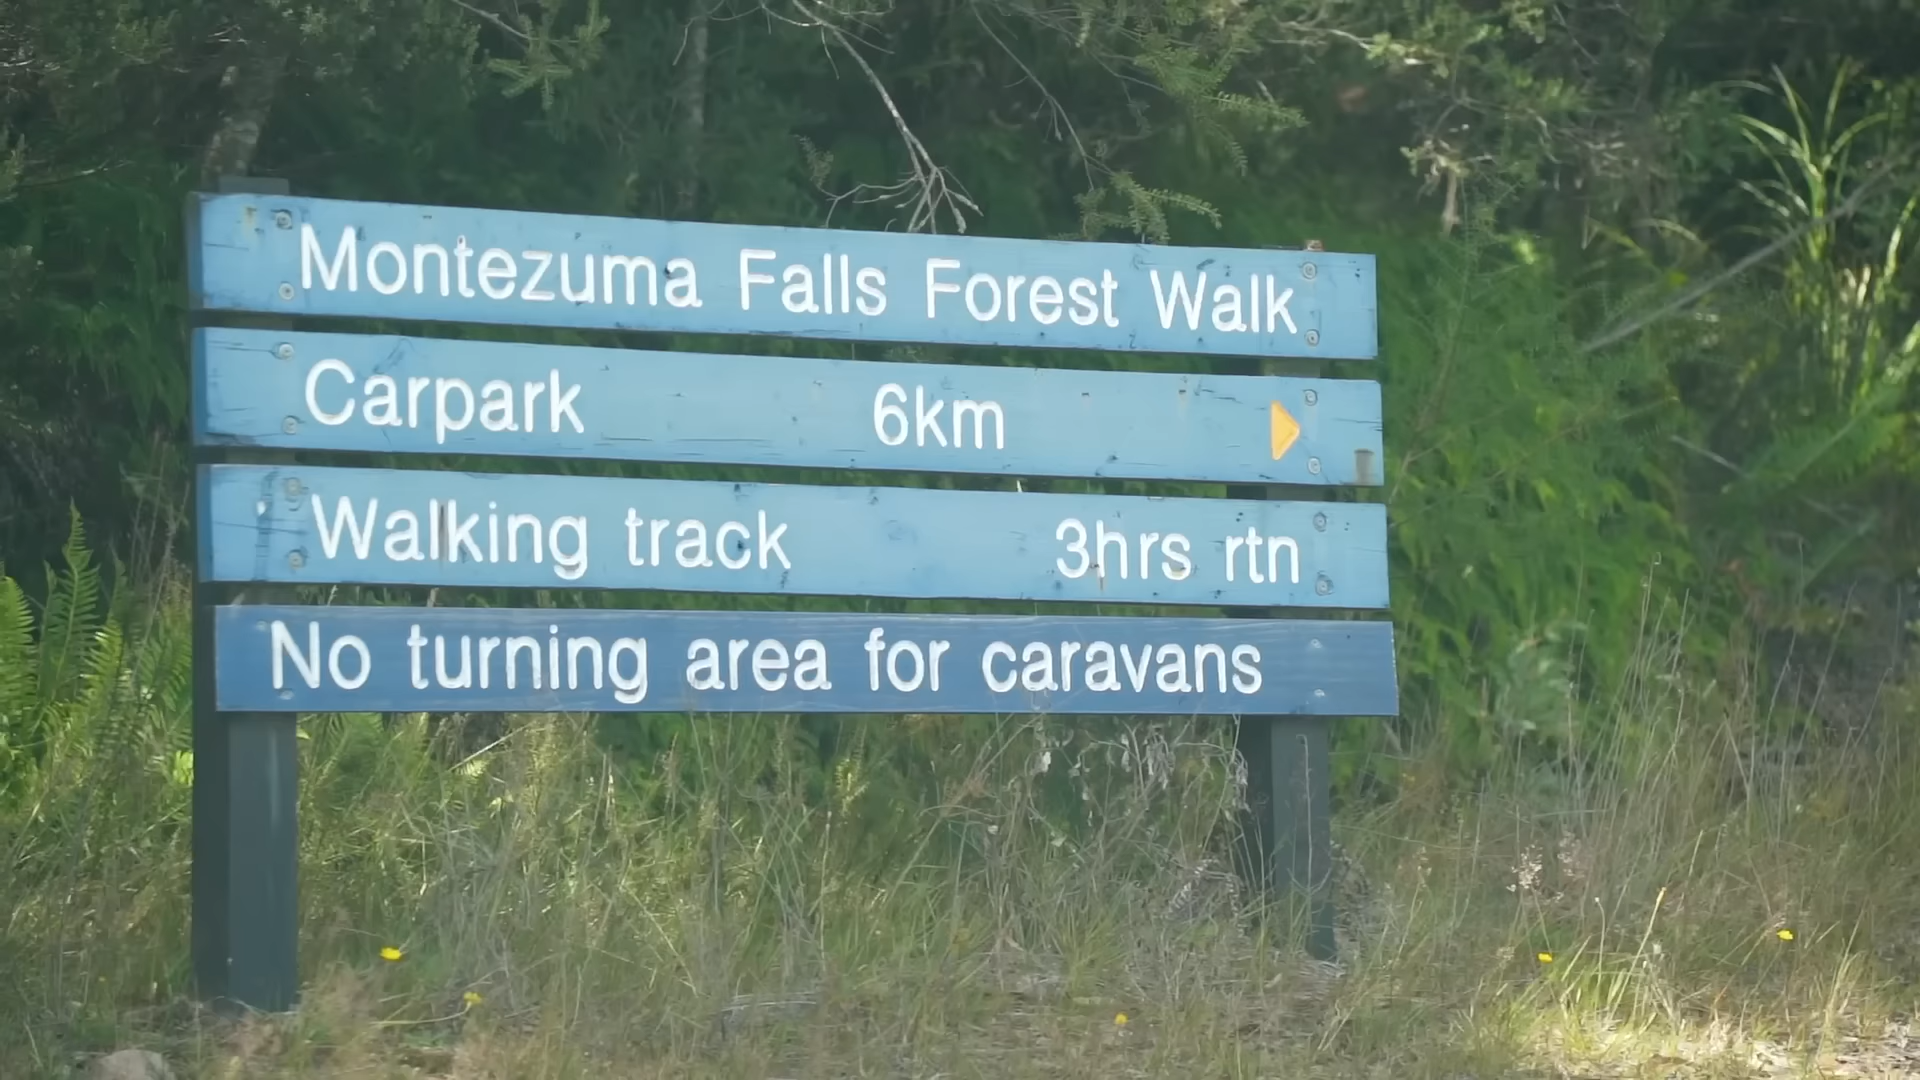 Montezuma Falls Forest Walk
Carpark 6km
Walking track 3hrs rtn
No turning area for caravans